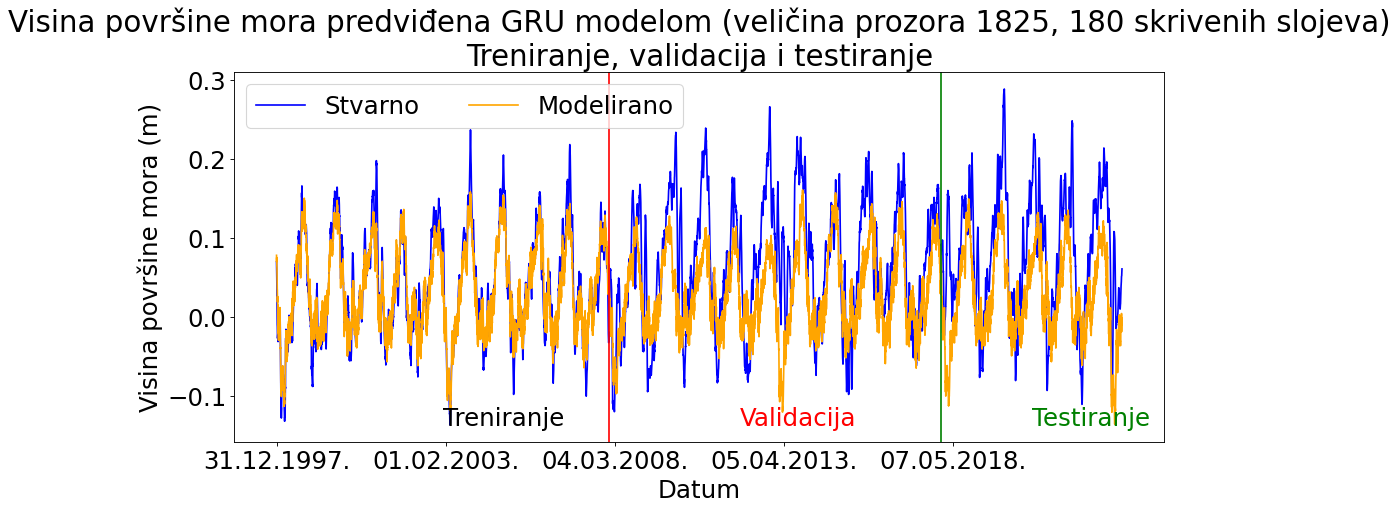 Visina površine mora predviđena GRU modelom (veličina prozora 1825, 180 skrivenih slojeva)
Treniranje, validacija i testiranje
Visina površine mora (m)
0.3
0.2
0.1
0.0
−0.1
Stvarno
Modelirano
Treniranje
Validacija
Testiranje
31.12.1997.
01.02.2003.
04.03.2008.
05.04.2013.
07.05.2018.
Datum